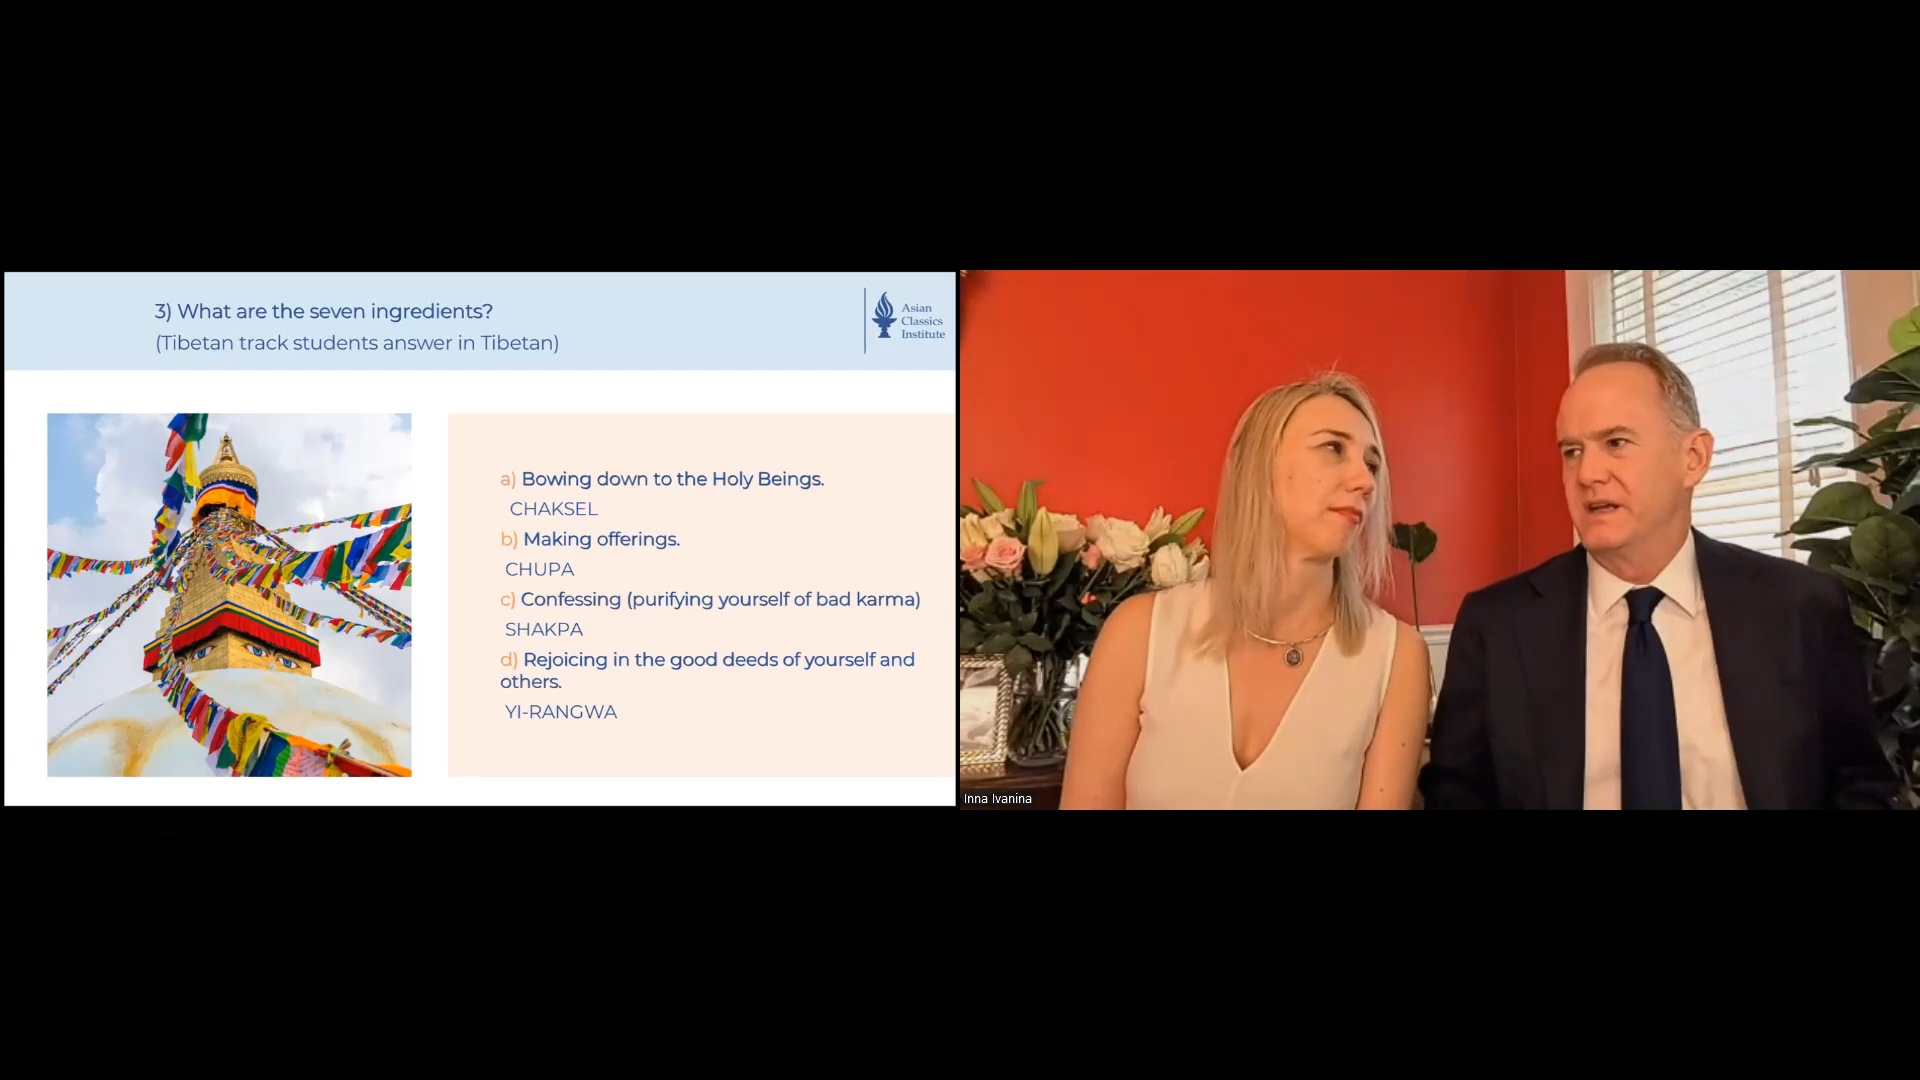 3) What are the seven ingredients?
(Tibetan track students answer in Tibetan)
Asian
Classics
Institute
a) Bowing down to the Holy Beings.
CHAKSEL
b) Making offerings.
CHUPA
c) Confessing (purifying yourself of bad karma)
SHAKPA
d) Rejoicing in the good deeds of yourself and
others.
YI-RANGWA
Inna Ivanina